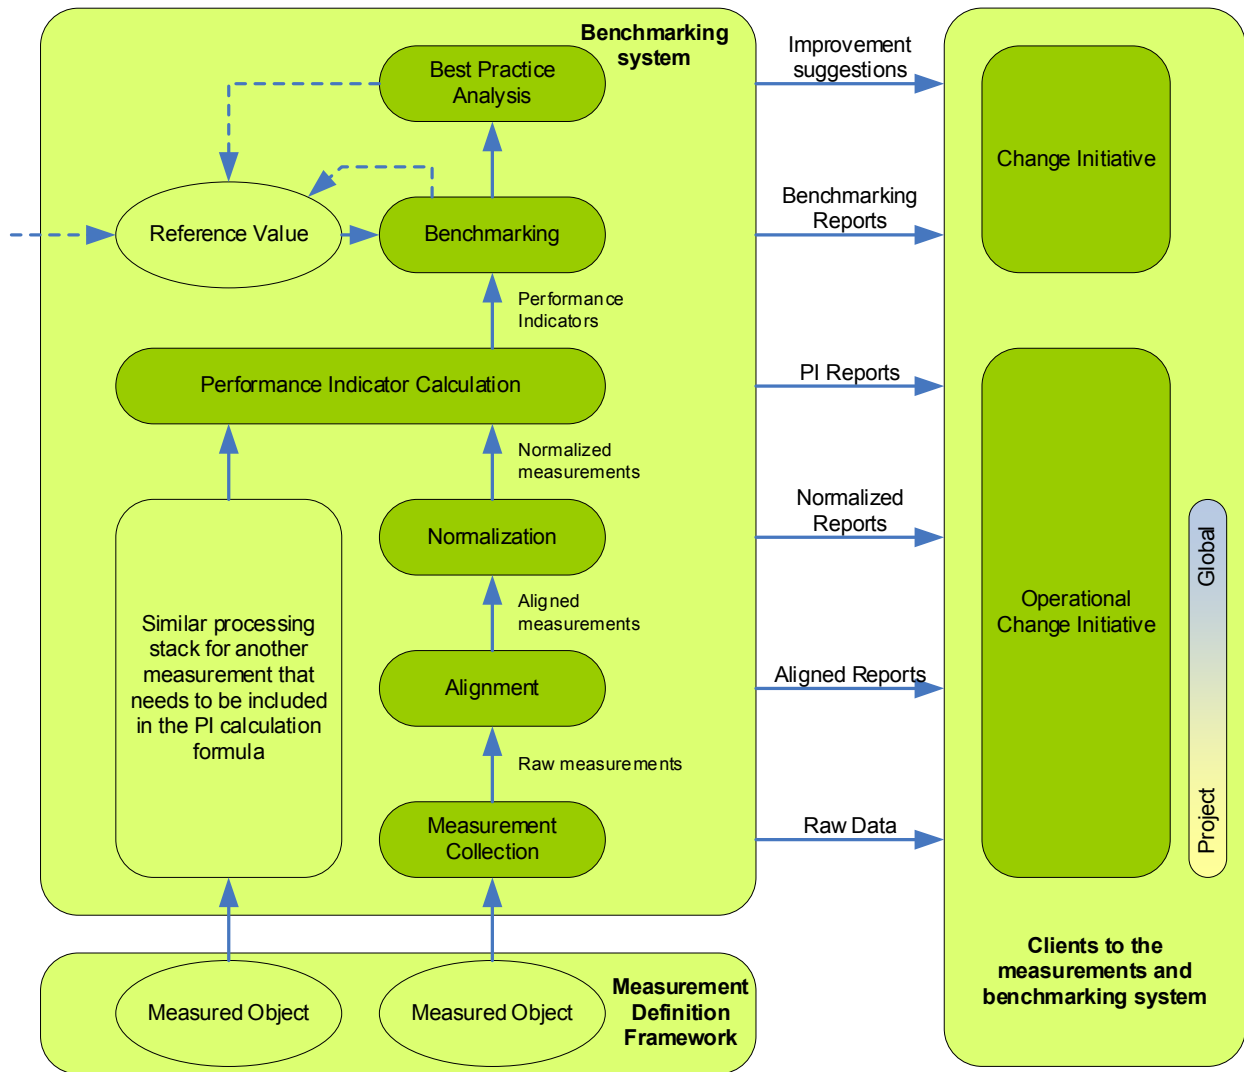 Benchmarking
system
Best Practice
Analysis
Reference Value
Benchmarking
Performance
Indicators
Performance Indicator Calculation
Normalized
measurements
Normalization
Aligned
measurements
Similar processing
stack for another
measurement that
needs to be included
in the PI calculation
formula
Alignment
Raw measurements
Measurement
Collection
Measured Object
Measured Object
Measurement
Definition
Framework
Improvement
suggestions
Benchmarking
Reports
PI Reports
Normalized
Reports
Aligned Reports
Raw Data
Change Initiative
Operational
Change Initiative
Global
Project
Clients to the
measurements and
benchmarking system